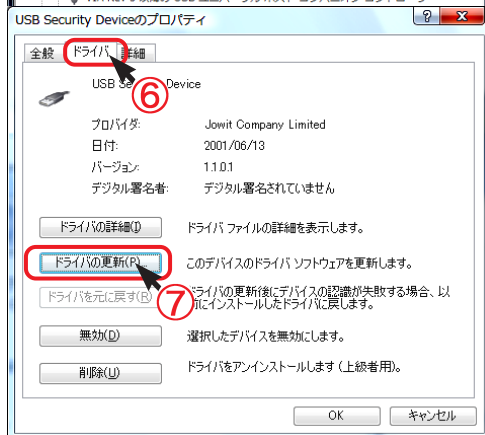 USB Security Deviceのプロパティ
全般 ドライバ 詳細
⑥
USB Device
プロバイダ: Jowit Company Limited
日付: 2001/06/13
バージョン: 1.1.0.1
デジタル署名者: デジタル署名されていません
ドライバの詳細(I) ドライバ ファイルの詳細を表示します。
ドライバの更新(P)... このデバイスのドライバ ソフトウェアを更新します。
⑦
ドライバを元に戻す(R) ドライバの更新後にデバイスの認識が失敗する場合、以
前にインストールしたドライバに戻します。
無効(D) 選択したデバイスを無効にします。
削除(U) ドライバをアンインストールします (上級者用)。
OK キャンセル